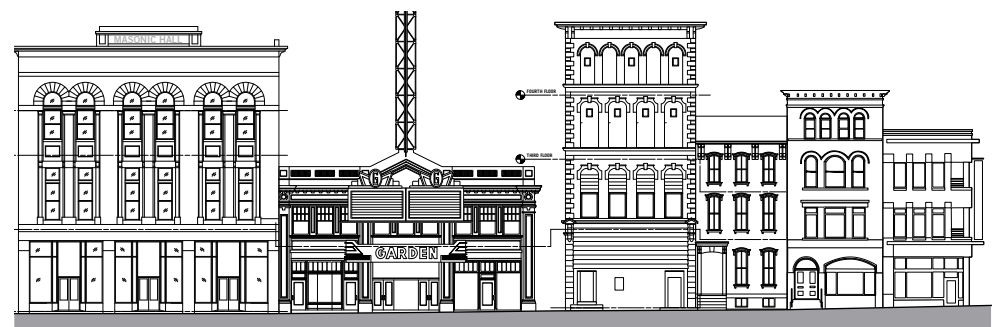 MASONIC HALL
FOURTH FLOOR
THIRD FLOOR
G G
GARDEN